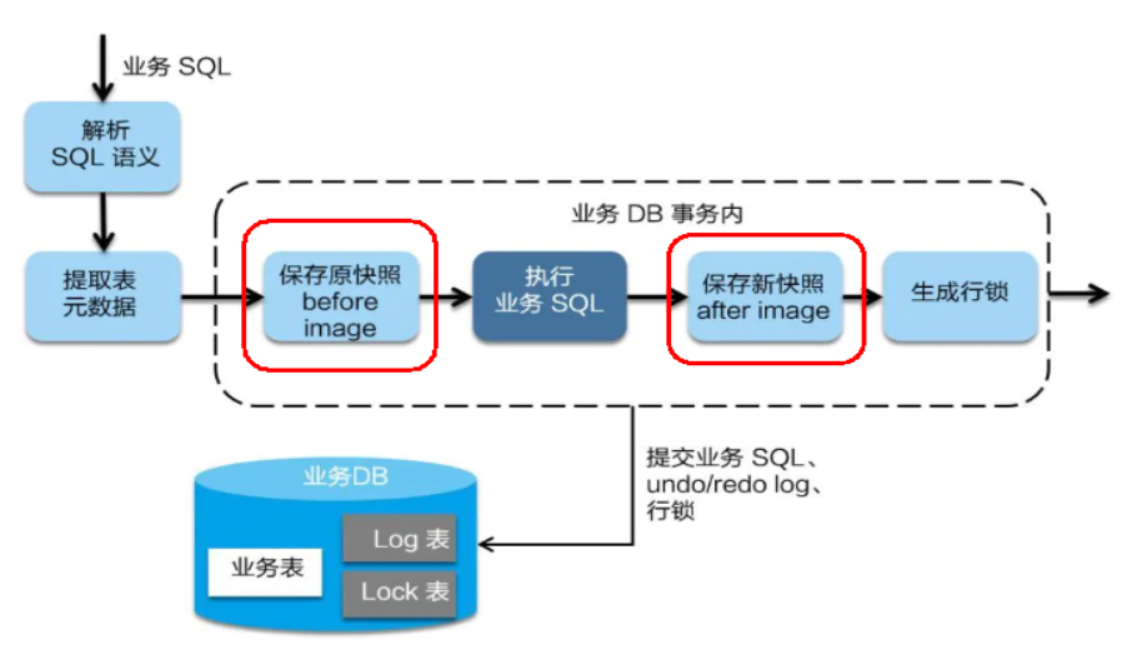 业务 SQL
解析
SQL 语义
业务 DB 事务内
提取表
元数据
保存原快照
before
image
执行
业务 SQL
保存新快照
after image
生成行锁
提交业务 SQL、
undo/redo log、
行锁
业务DB
Log 表
业务表
Lock 表